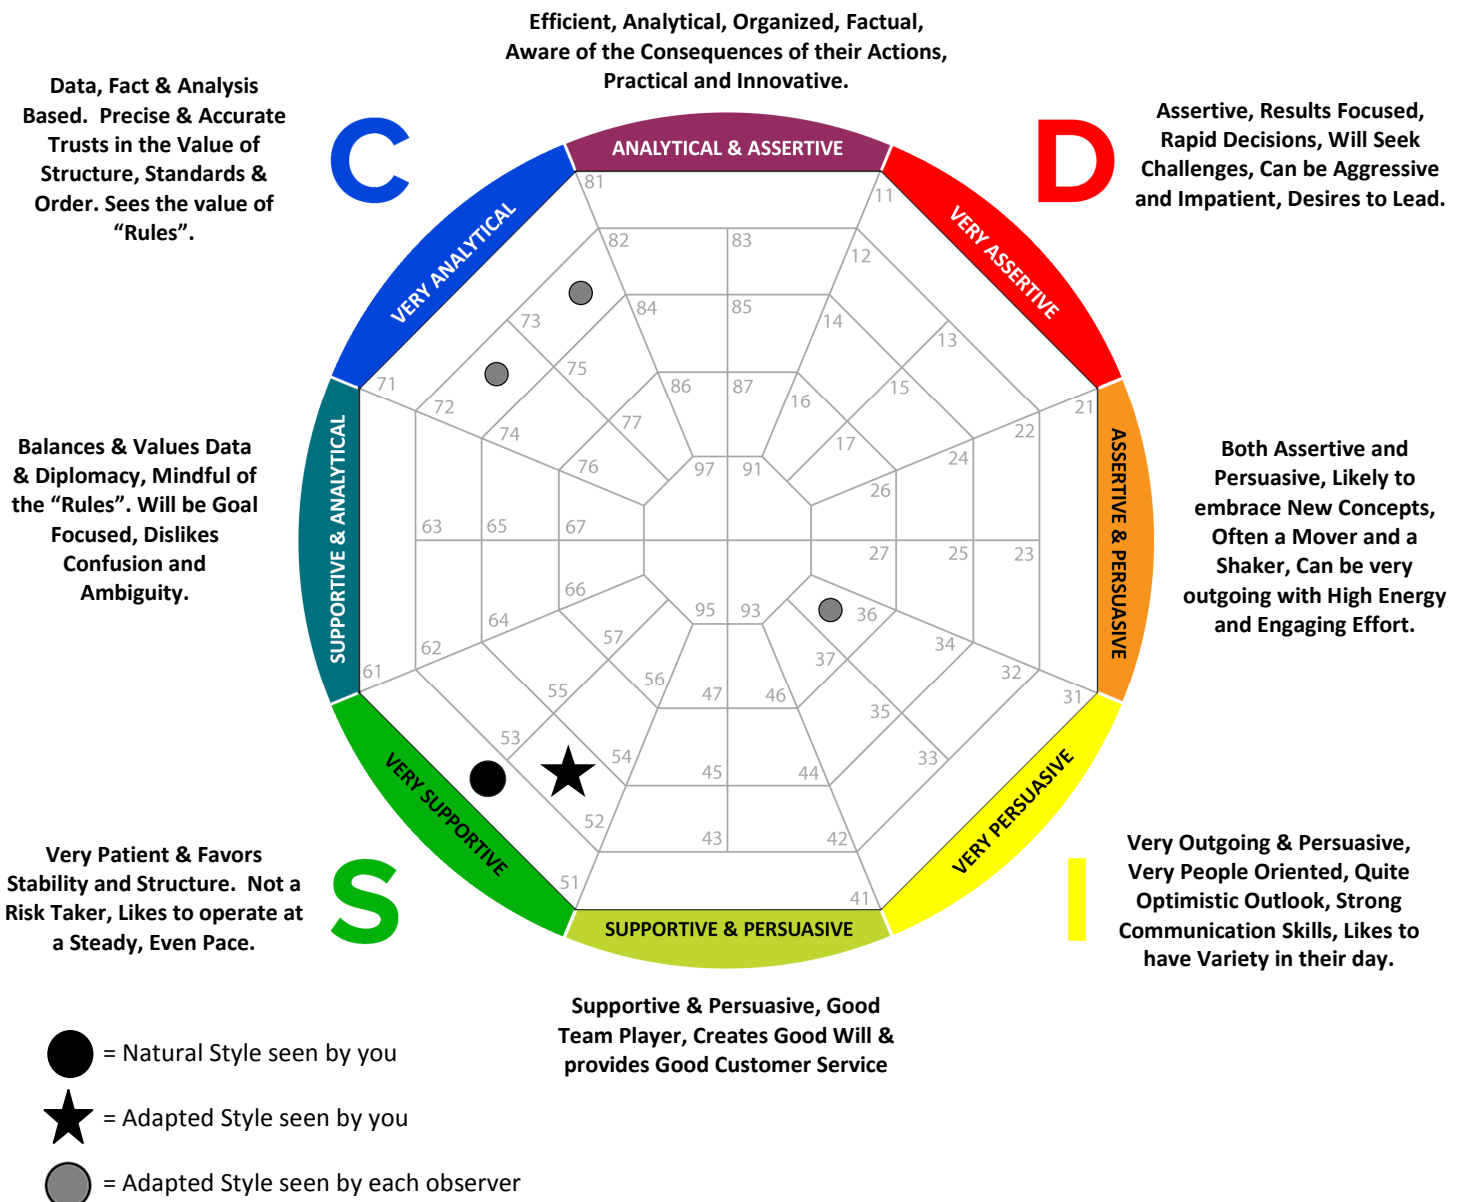 Efficient, Analytical, Organized, Factual,
Aware of the Consequences of their Actions,
Practical and Innovative.
Data, Fact & Analysis
Based.  Precise & Accurate
Trusts in the Value of
Structure, Standards &
Order. Sees the value of
“Rules”.
C
D
Assertive, Results Focused,
Rapid Decisions, Will Seek
Challenges, Can be Aggressive
and Impatient, Desires to Lead.
ANALYTICAL & ASSERTIVE
VERY ANALYTICAL
VERY ASSERTIVE
81
11
82
83
12
73
84
85
14
13
71
72
75
86
87
16
15
21
74
77
17
22
76
97
91
24
26
63
65
67
27
25
23
66
95
93
36
64
62
57
37
34
61
56
47
46
32
31
55
35
53
54
45
44
33
52
43
42
51
41
Balances & Values Data
& Diplomacy, Mindful of
the “Rules”. Will be Goal
Focused, Dislikes
Confusion and
Ambiguity.
SUPPORTIVE & ANALYTICAL
ASSERTIVE & PERSUASIVE
Both Assertive and
Persuasive, Likely to
embrace New Concepts,
Often a Mover and a
Shaker, Can be very
outgoing with High Energy
and Engaging Effort.
VERY SUPPORTIVE
VERY PERSUASIVE
Very Patient & Favors
Stability and Structure.  Not a
Risk Taker, Likes to operate at
a Steady, Even Pace.
S
I
Very Outgoing & Persuasive,
Very People Oriented, Quite
Optimistic Outlook, Strong
Communication Skills, Likes to
have Variety in their day.
SUPPORTIVE & PERSUASIVE
Supportive & Persuasive, Good
Team Player, Creates Good Will &
provides Good Customer Service
= Natural Style seen by you
= Adapted Style seen by you
= Adapted Style seen by each observer